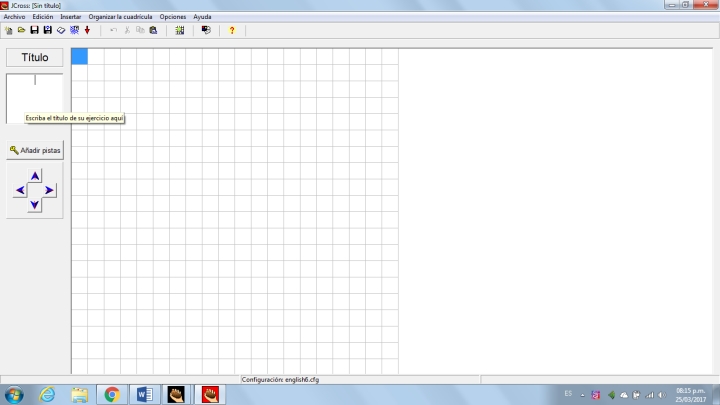 JCross: [Sin título]
Archivo Edición Insertar Organizar la cuadrícula Opciones Ayuda
Título
Escriba el título de su ejercicio aquí
Añadir pistas
Configuración: english6.cfg
ES
08:15 p.m.
25/03/2017